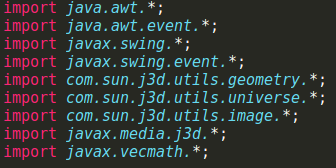 import java.awt.*;
import java.awt.event.*;
import javax.swing.*;
import javax.swing.event.*;
import com.sun.j3d.utils.geometry.*;
import com.sun.j3d.utils.universe.*;
import com.sun.j3d.utils.image.*;
import javax.media.j3d.*;
import javax.vecmath.*;